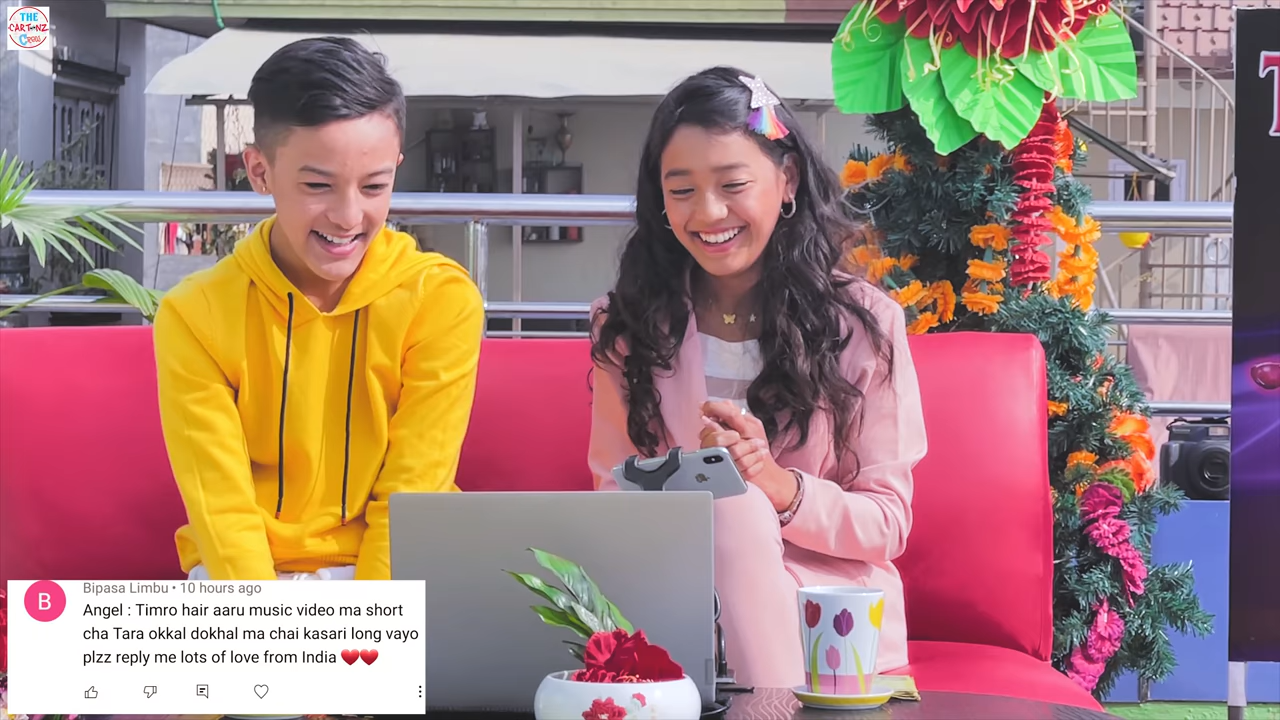 THE
CARTOONZ
CREW
T
Bipasa Limbu • 10 hours ago
B
Angel : Timro hair aaru music video ma short
cha Tara okkal dokhal ma chai kasari long vayo
plzz reply me lots of love from India ❤️❤️